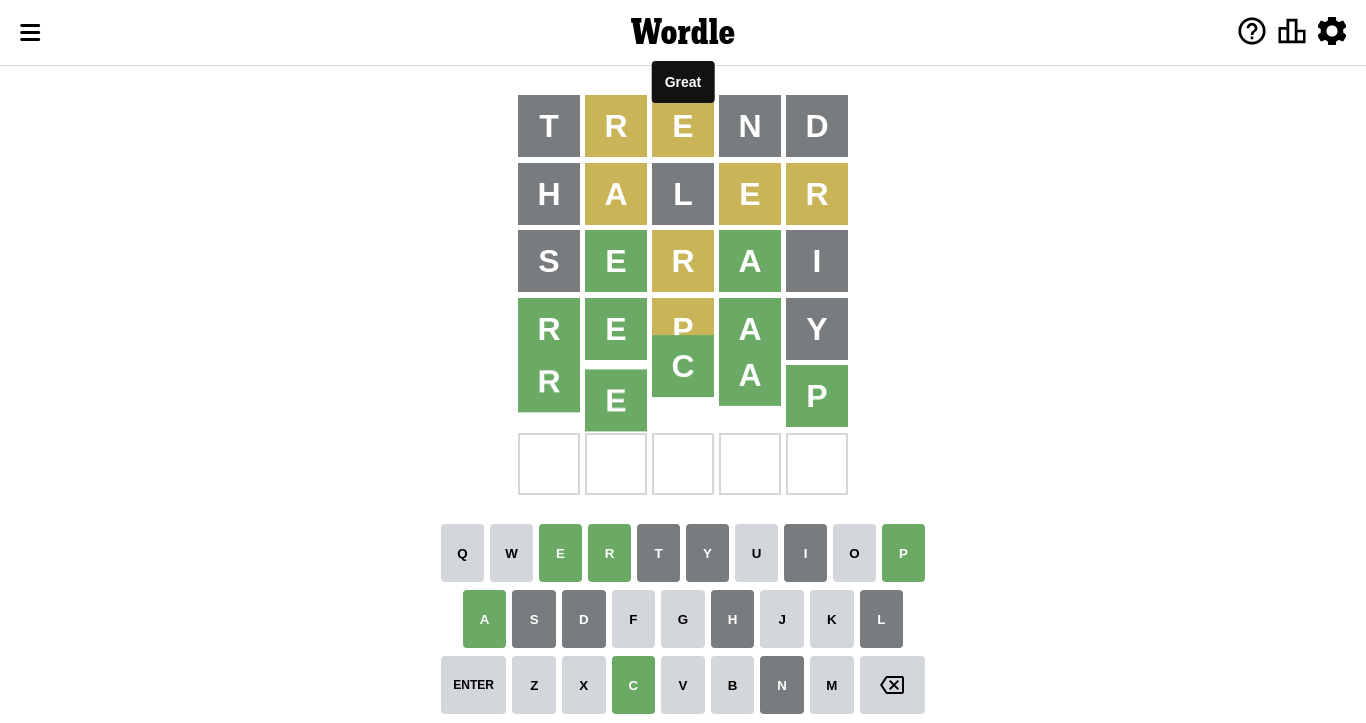 Wordle
Great
T R E N D
H A L E R
S E R A I
R E P A Y
R E C A P
Q W E R T Y U I O P
A S D F G H J K L
ENTER Z X C V B N M